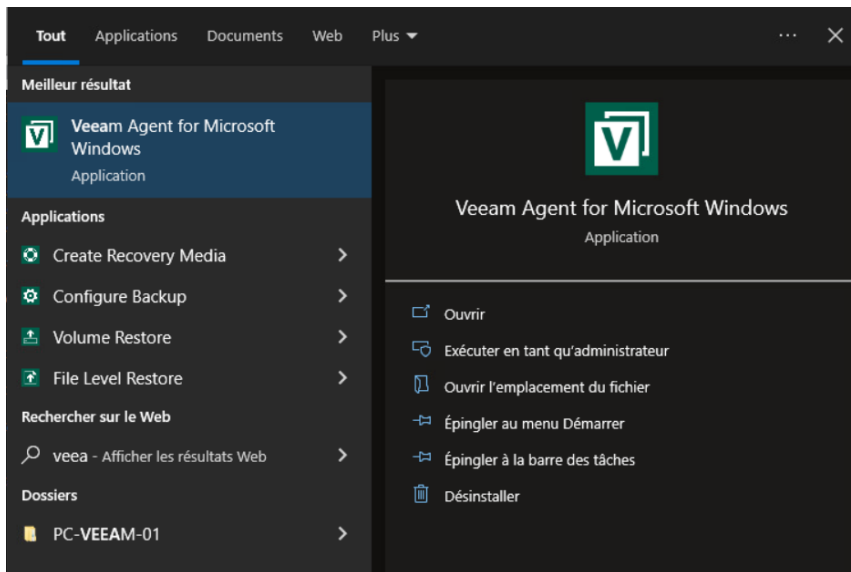 Tout Applications Documents Web Plus ...
Meilleur résultat
Veeam Agent for Microsoft
Windows
Application
Applications
Create Recovery Media
Configure Backup
Volume Restore
File Level Restore
Rechercher sur le Web
veea - Afficher les résultats Web
Dossiers
PC-VEEAM-01
V
Veeam Agent for Microsoft Windows
Application
Ouvrir
Exécuter en tant qu'administrateur
Ouvrir l'emplacement du fichier
Épingler au menu Démarrer
Épingler à la barre des tâches
Désinstaller